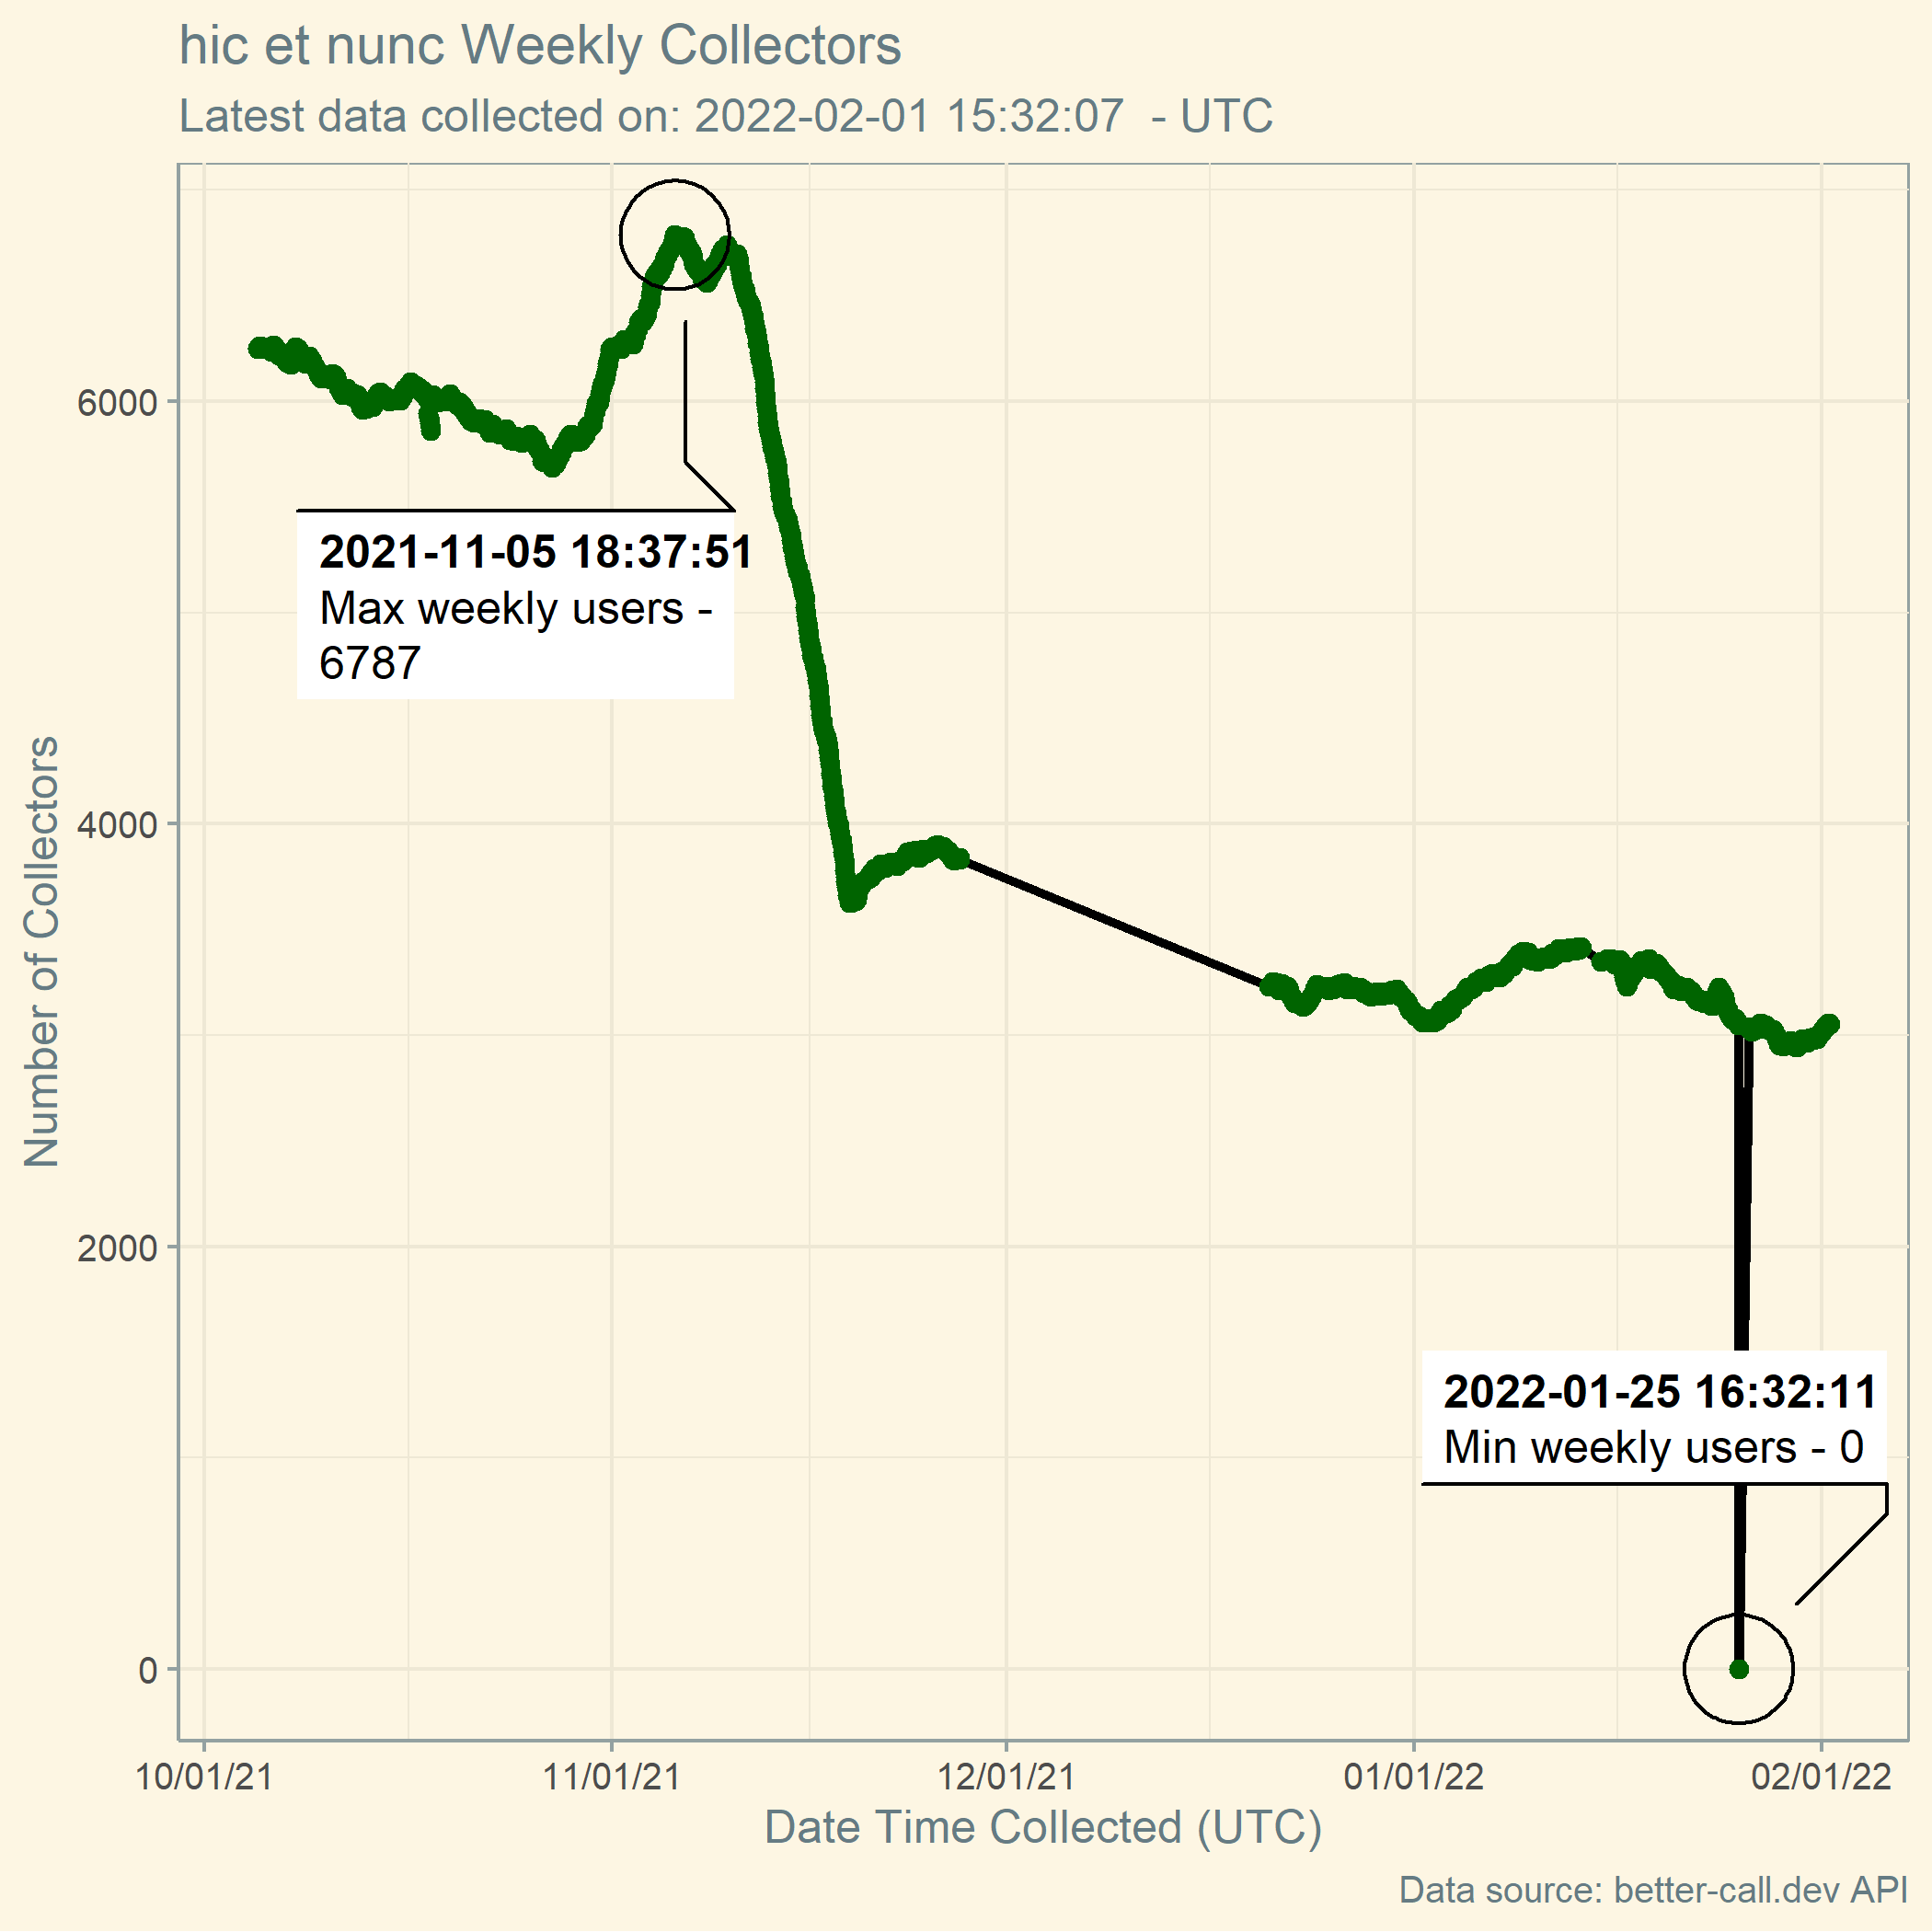 hic et nunc Weekly Collectors
Latest data collected on: 2022-02-01 15:32:07  - UTC
Number of Collectors
6000
4000
2000
0
2021-11-05 18:37:51
Max weekly users -
6787
2022-01-25 16:32:11
Min weekly users - 0
10/01/21
11/01/21
12/01/21
01/01/22
02/01/22
Date Time Collected (UTC)
Data source: better-call.dev API